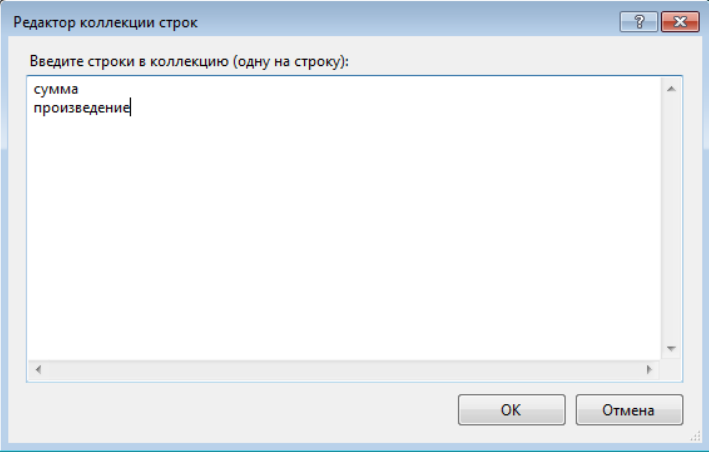 Редактор коллекции строк
Введите строки в коллекцию (одну на строку):
сумма
произведение
OK
Отмена